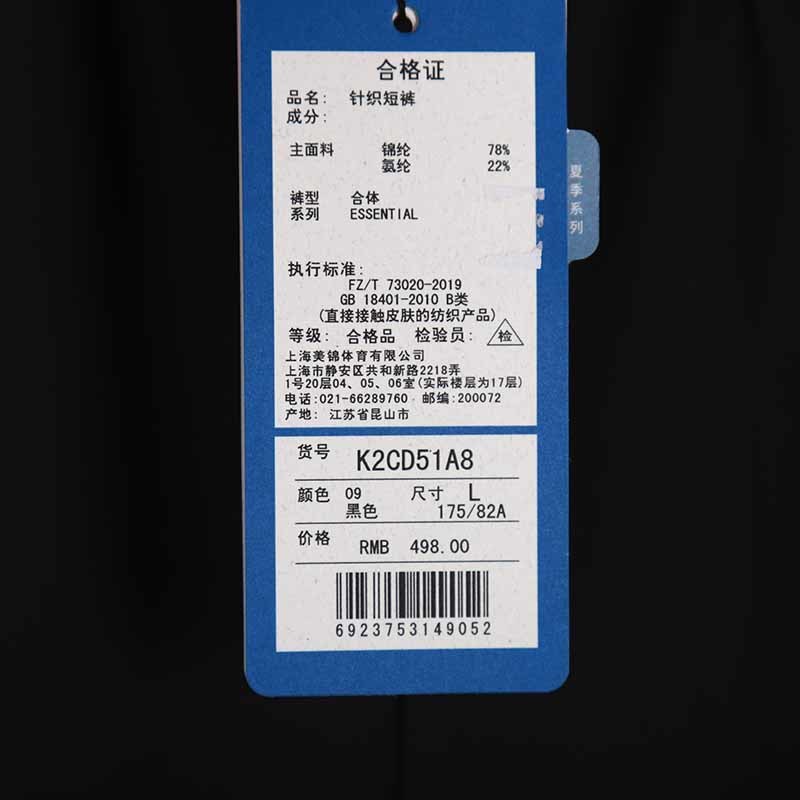 合格证
品名: 针织短裤
成分:
主面料 锦纶 78%
氨纶 22%
裤型 合体
系列 ESSENTIAL
执行标准:
FZ/T 73020-2019
GB 18401-2010 B类
(直接接触皮肤的纺织产品)
等级: 合格品 检验员: 检
上海美锦体育有限公司
上海市静安区共和新路2218弄
1号20层04、05、06室(实际楼层为17层)
电话:021-66289760 邮编:200072
产地: 江苏省昆山市
货号 K2CD51A8
颜色 09 尺寸 L
黑色 175/82A
价格 RMB 498.00
6923753149052
夏季系列